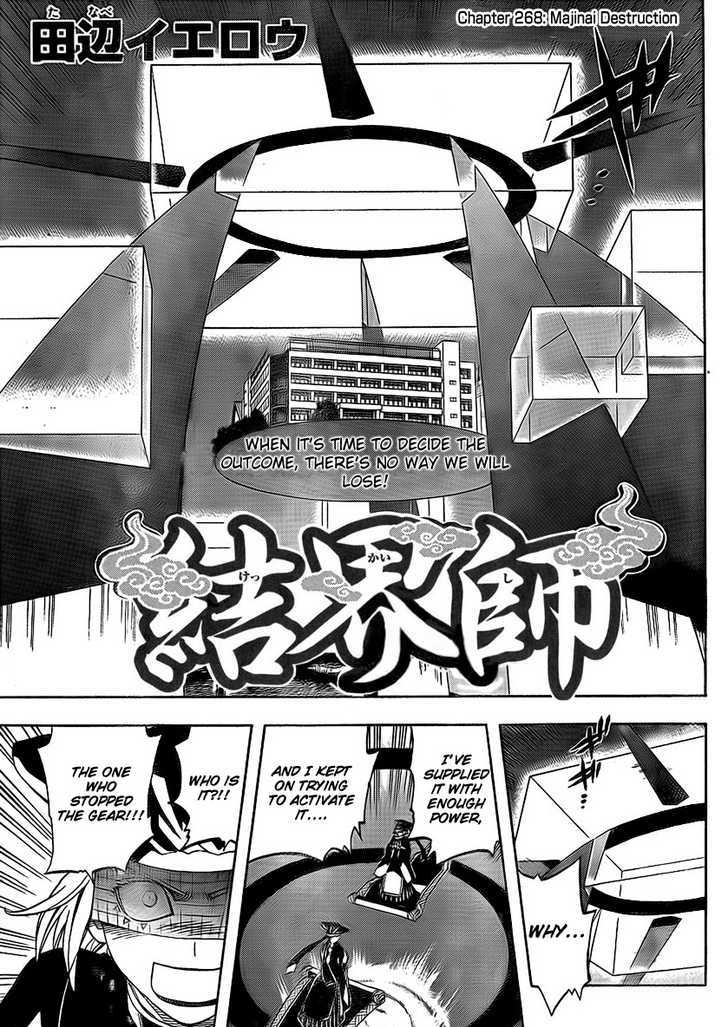 Chapter 268: Majinai Destruction
た なべ
田辺イエロウ
WHEN IT'S TIME TO DECIDE THE
OUTCOME, THERE'S NO WAY WE WILL
LOSE!
けっ かい し
結界師
WHY...
I'VE
SUPPLIED
IT WITH
ENOUGH
POWER,
AND I KEPT
ON TRYING
TO ACTIVATE
IT....
WHO IS
IT?!!
THE ONE
WHO
STOPPED
THE GEAR!!!